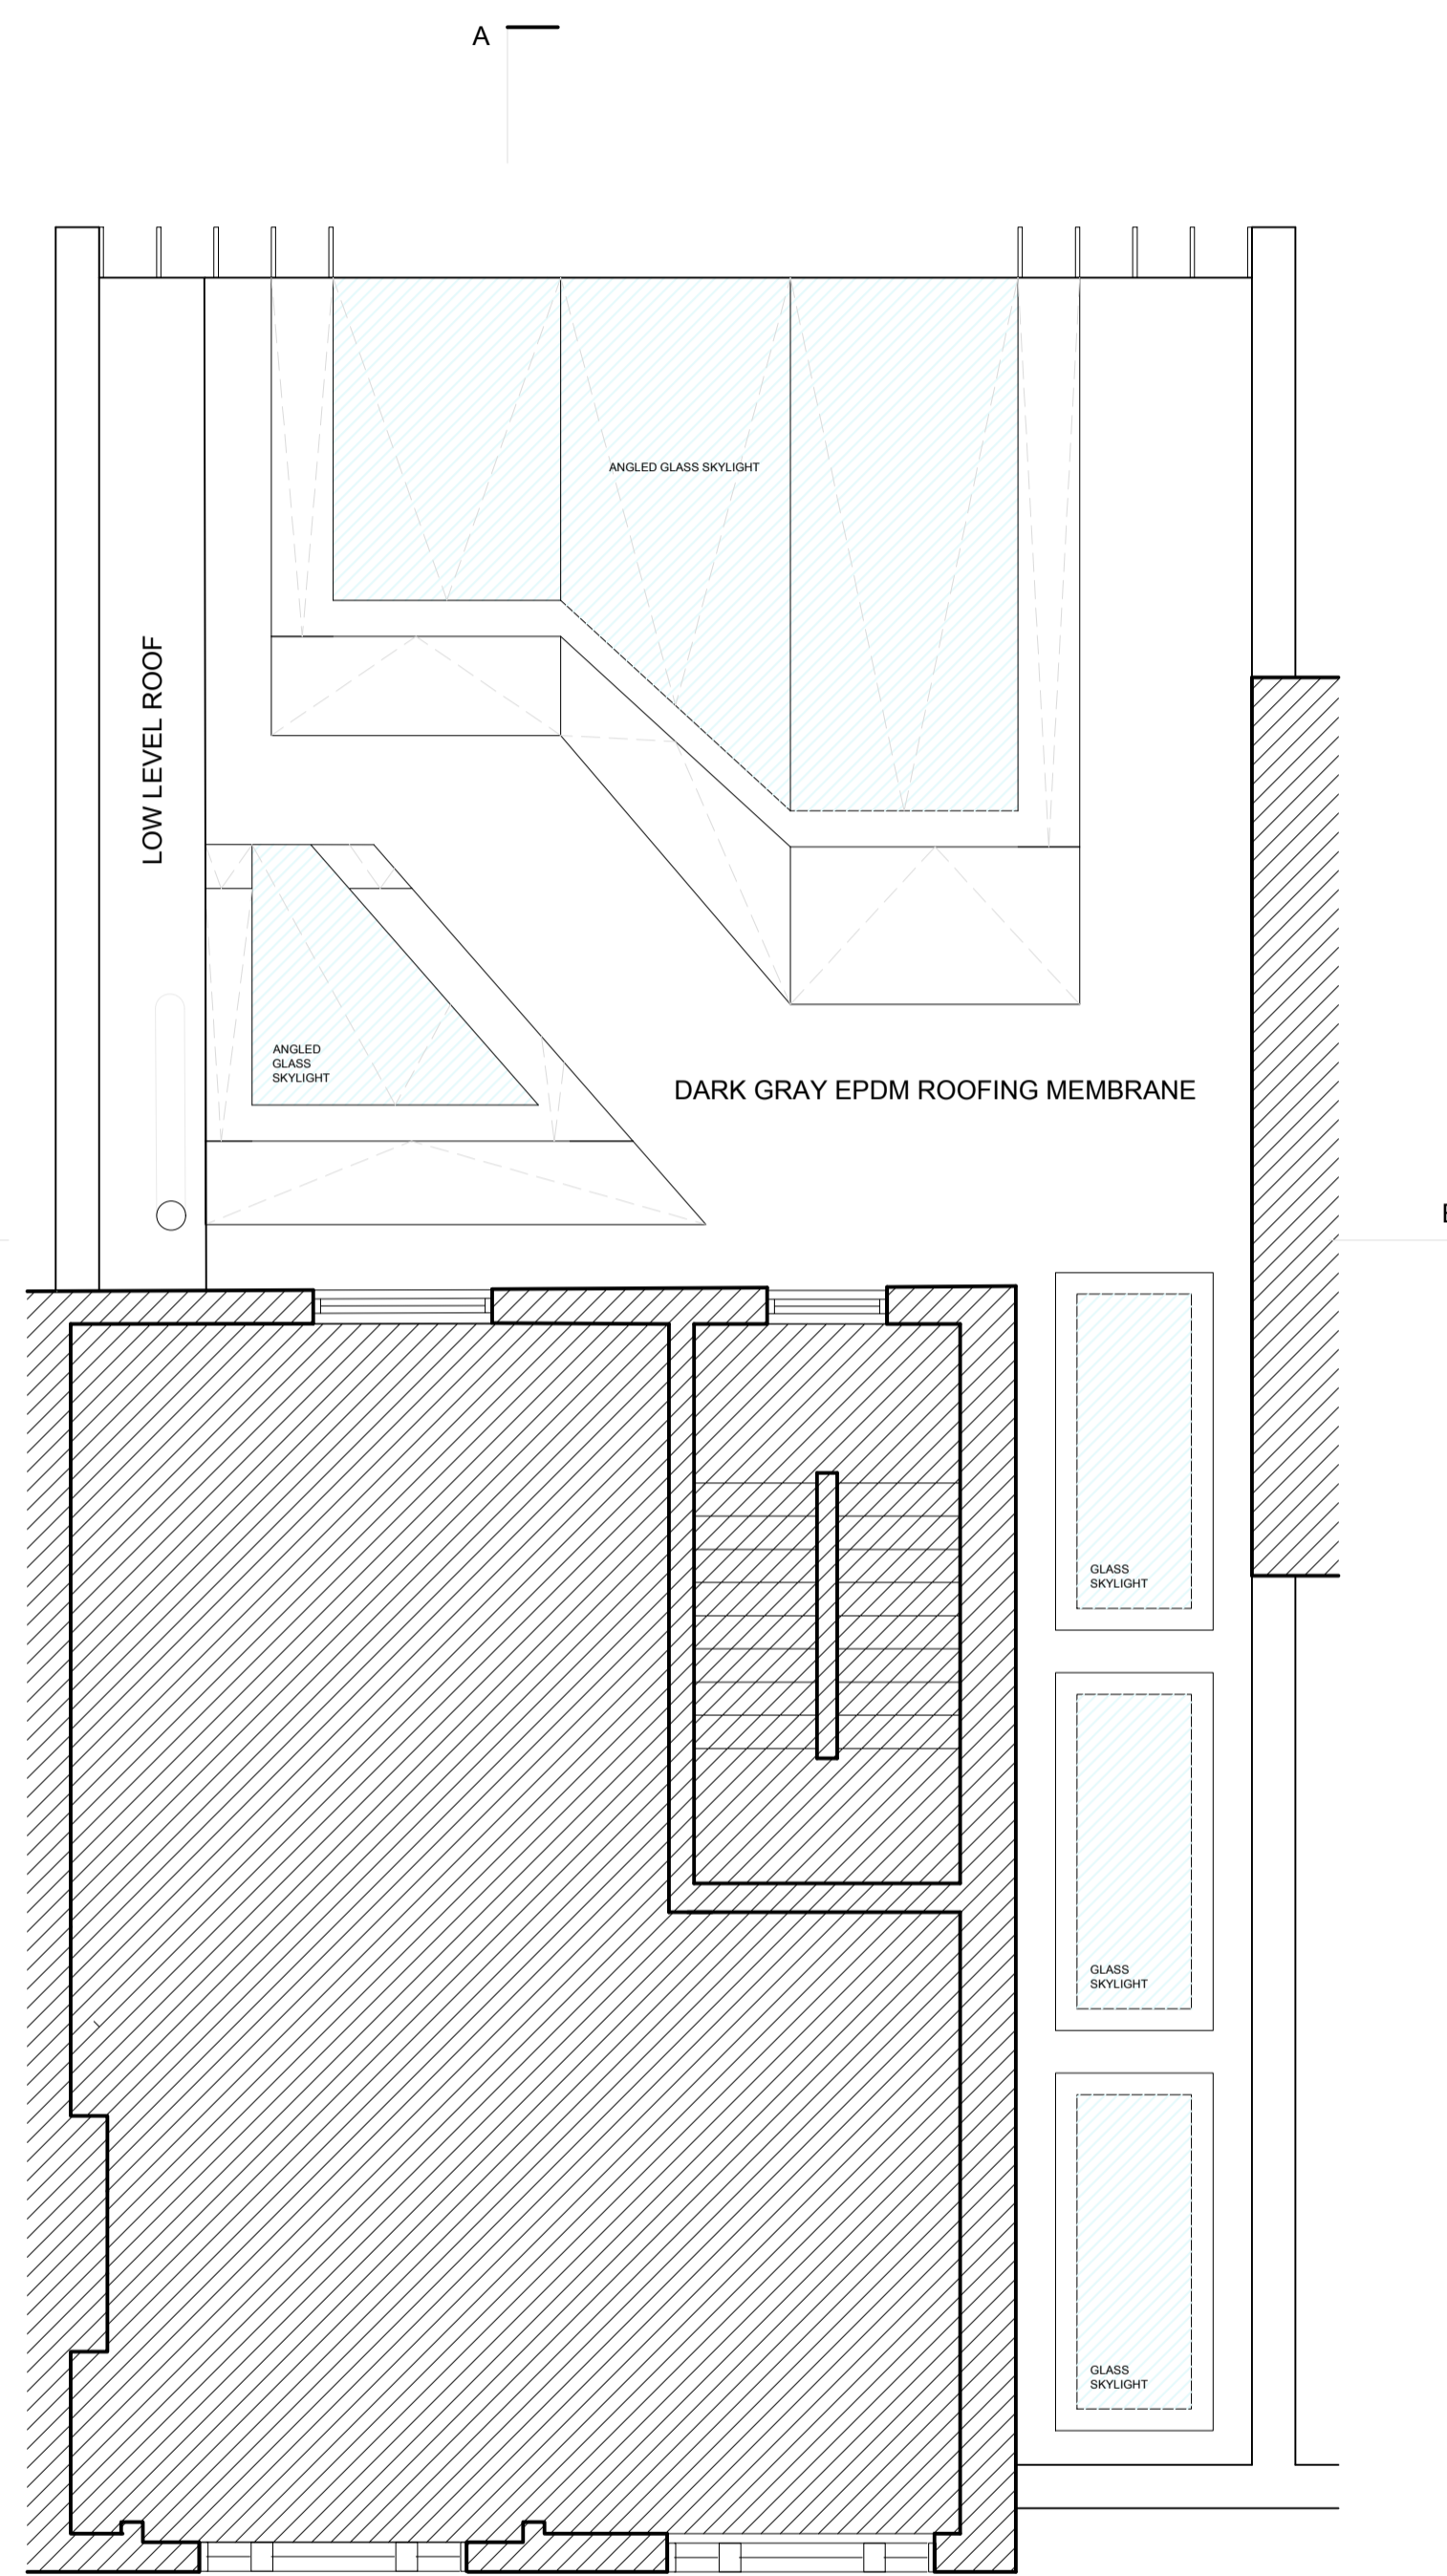 A
ANGLED GLASS SKYLIGHT
LOW LEVEL ROOF
ANGLED
GLASS
SKYLIGHT
DARK GRAY EPDM ROOFING MEMBRANE
GLASS
SKYLIGHT
GLASS
SKYLIGHT
GLASS
SKYLIGHT